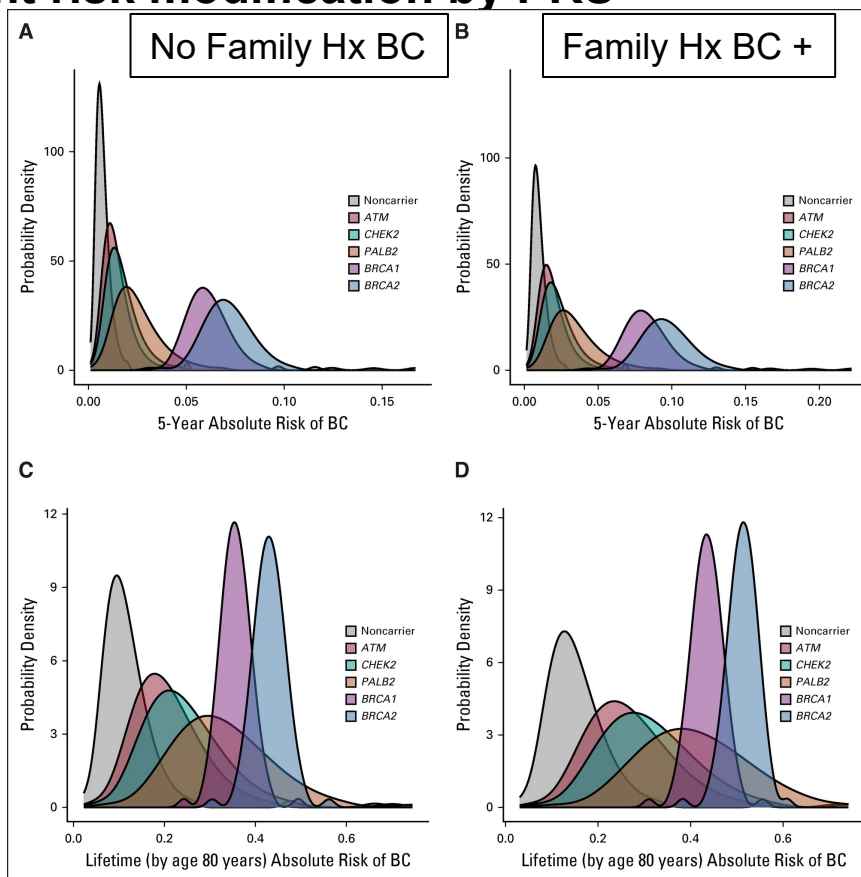 A
No Family Hx BC
B
Family Hx BC +
Probability Density
100
50
0
Noncarrier
ATM
CHEK2
PALB2
BRCA1
BRCA2
0.00
0.05
0.10
0.15
5-Year Absolute Risk of BC
Probability Density
100
50
0
Noncarrier
ATM
CHEK2
PALB2
BRCA1
BRCA2
0.00
0.05
0.10
0.15
0.20
5-Year Absolute Risk of BC
C
Probability Density
12
9
6
3
0
Noncarrier
ATM
CHEK2
PALB2
BRCA1
BRCA2
0.0
0.2
0.4
0.6
Lifetime (by age 80 years) Absolute Risk of BC
D
Probability Density
12
9
6
3
0
Noncarrier
ATM
CHEK2
PALB2
BRCA1
BRCA2
0.0
0.2
0.4
0.6
Lifetime (by age 80 years) Absolute Risk of BC